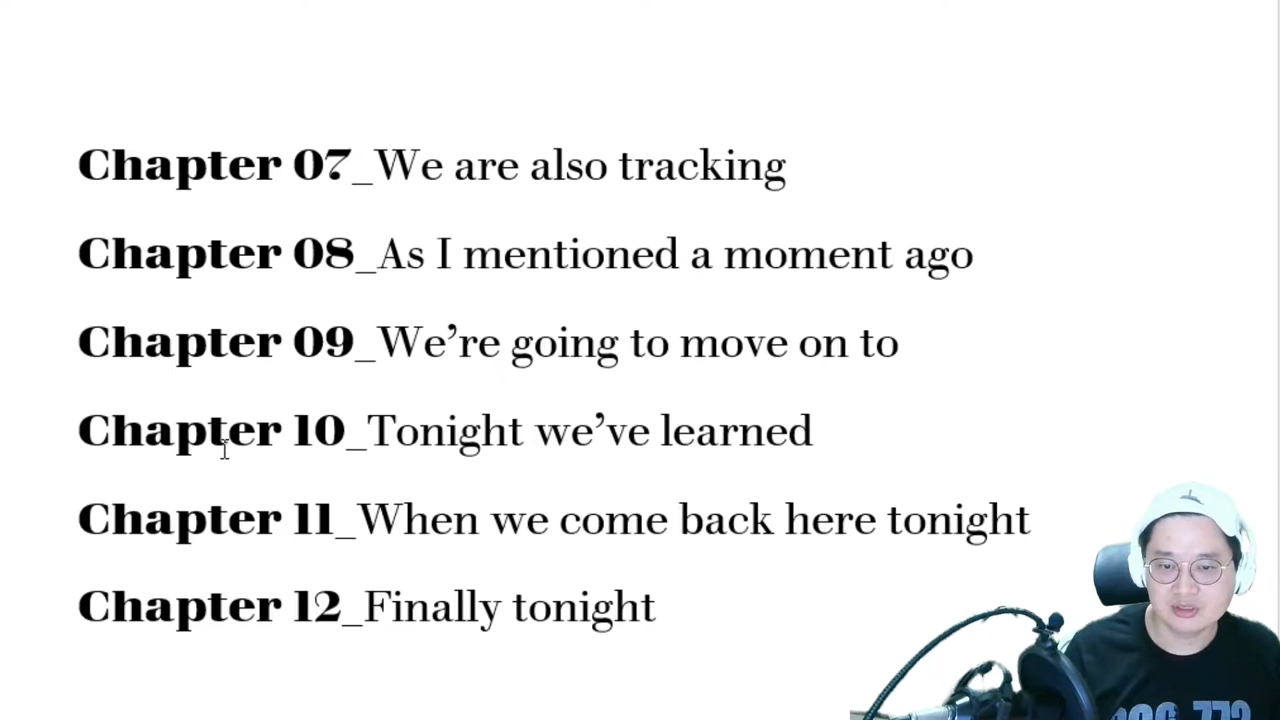 Chapter 07_We are also tracking
Chapter 08_As I mentioned a moment ago
Chapter 09_We’re going to move on to
Chapter 10_Tonight we’ve learned
Chapter 11_When we come back here tonight
Chapter 12_Finally tonight